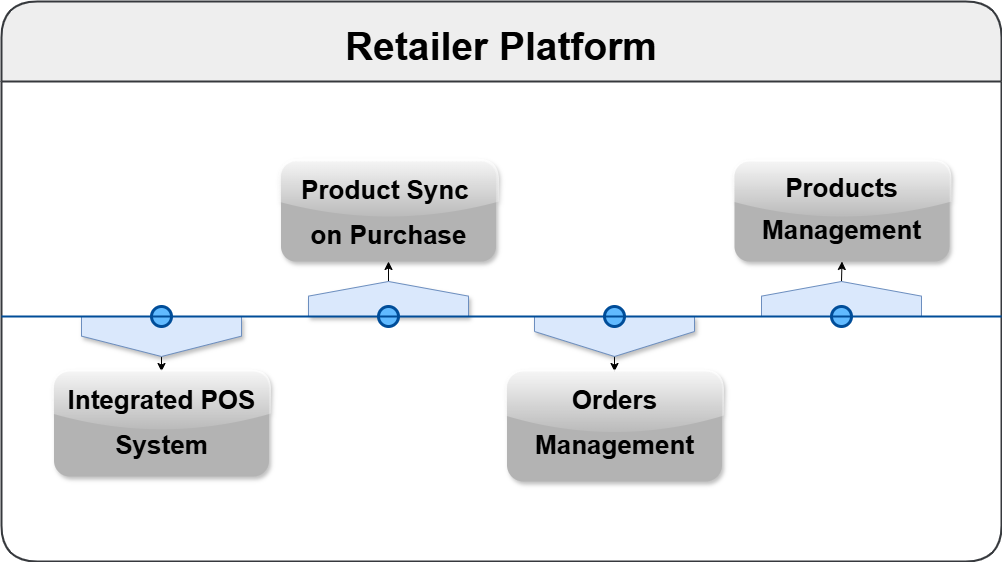 Retailer Platform
Product Sync
on Purchase
Products
Management
Integrated POS
System
Orders
Management